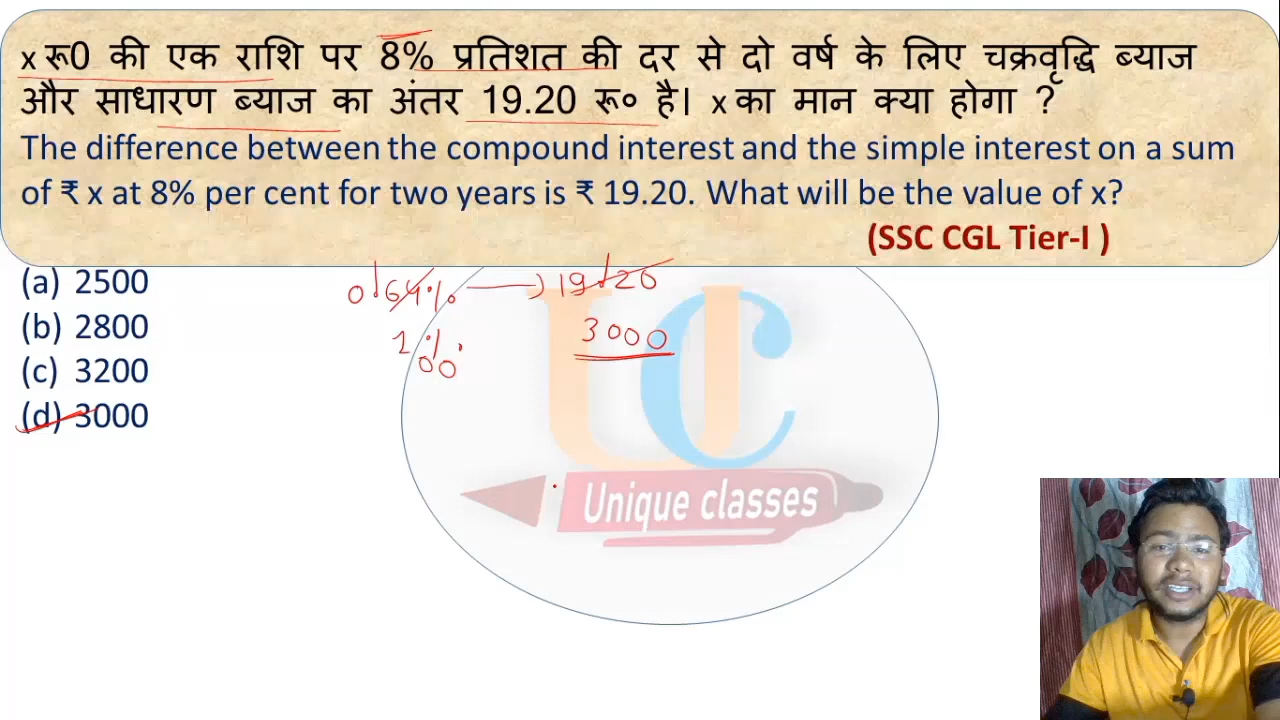 x रू0 की एक राशि पर 8% प्रतिशत की दर से दो वर्ष के लिए चक्रवृद्धि ब्याज
और साधारण ब्याज का अंतर 19.20 रू० है। x का मान क्या होगा ?
The difference between the compound interest and the simple interest on a sum
of ₹ x at 8% per cent for two years is ₹ 19.20. What will be the value of x?
(SSC CGL Tier-I )
(a) 2500
(b) 2800
(c) 3200
(d) 3000
0.64% → 19.20
1% 3000
00
UC
Unique classes